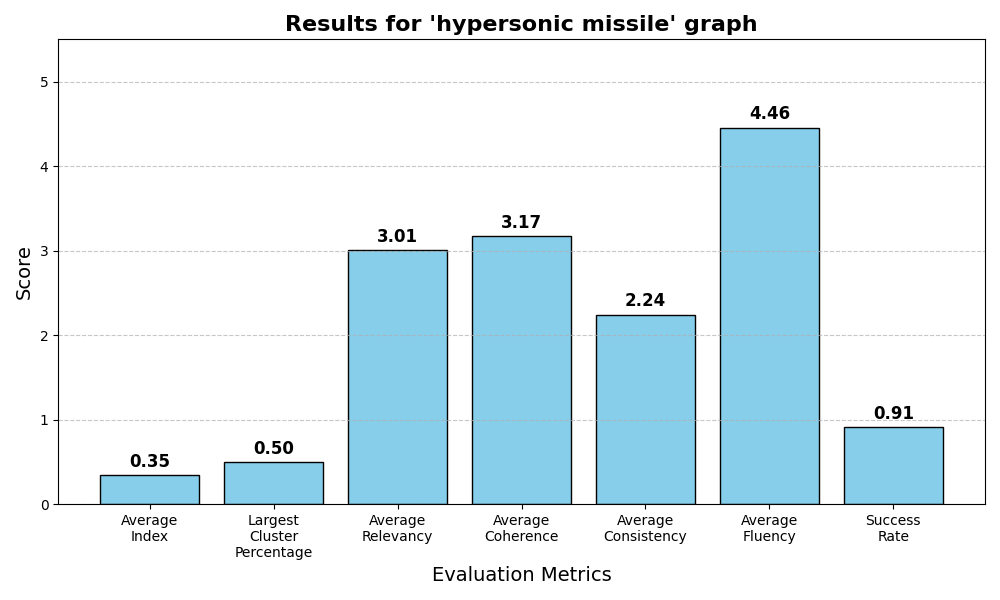 Results for 'hypersonic missile' graph
Score
5
4
3
2
1
0
0.35
0.50
3.01
3.17
2.24
4.46
0.91
Average
Index
Largest
Cluster
Percentage
Average
Relevancy
Average
Coherence
Average
Consistency
Average
Fluency
Success
Rate
Evaluation Metrics